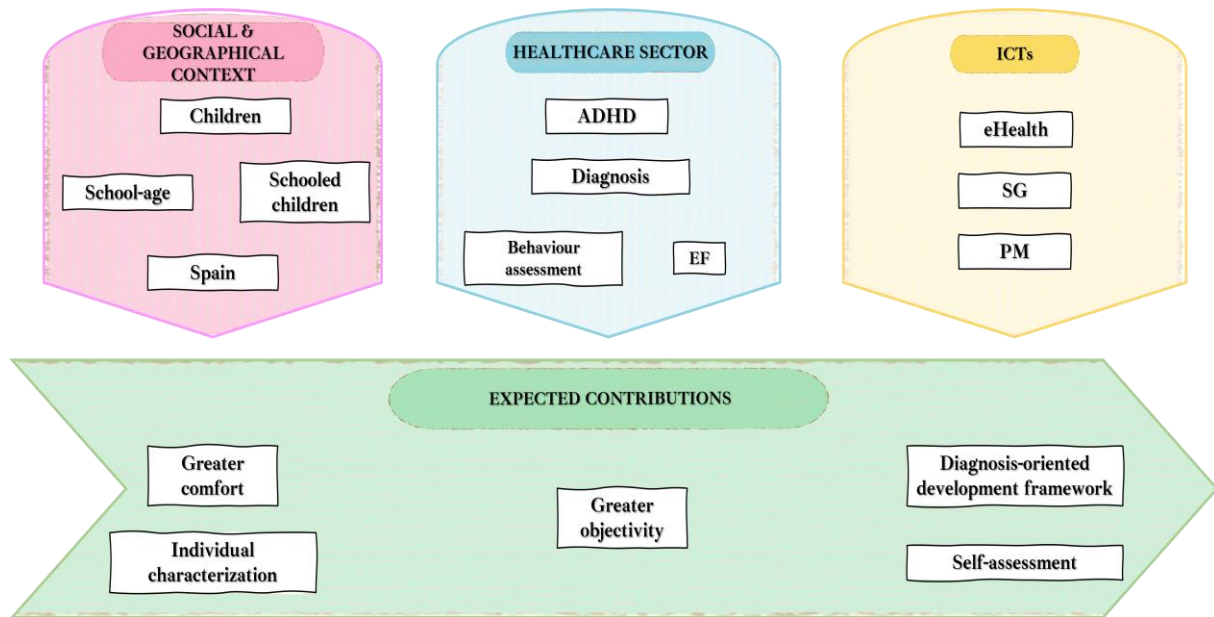 SOCIAL &
GEOGRAPHICAL
CONTEXT
Children
School-age
Schooled
children
Spain
HEALTHCARE SECTOR
ADHD
Diagnosis
Behaviour
assessment
EF
ICTs
eHealth
SG
PM
EXPECTED CONTRIBUTIONS
Greater
comfort
Individual
characterization
Greater
objectivity
Diagnosis-oriented
development framework
Self-assessment